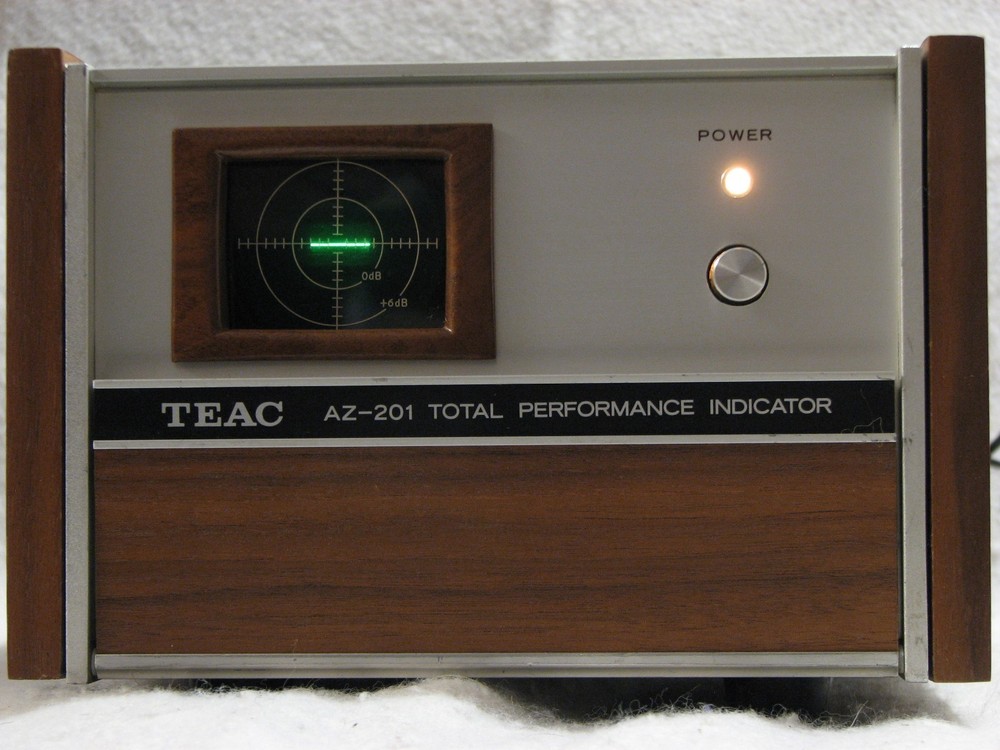 POWER
0dB
+6dB
TEAC AZ-201 TOTAL PERFORMANCE INDICATOR